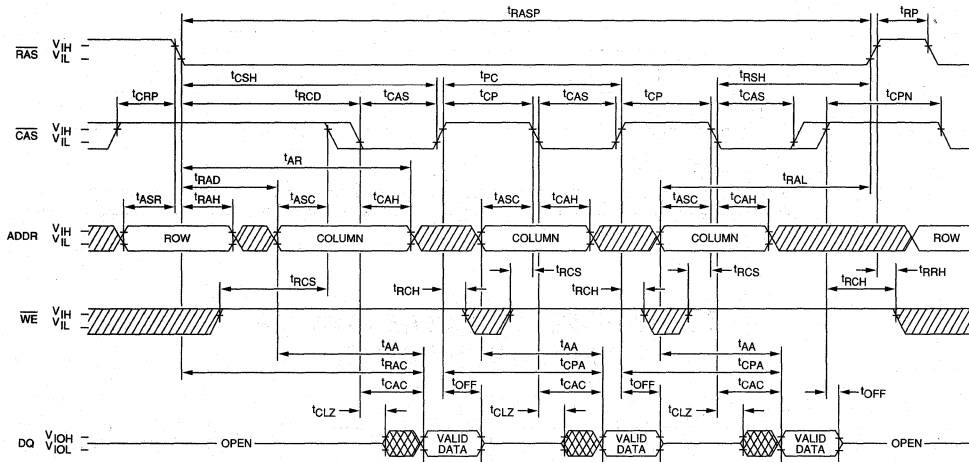 tRASP tRP
RAS VIH VIL
tCSH tPC tRSH
tCRP tRCD tCAS tCP tCAS tCP tCAS tCPN
CAS VIH VIL
tAR
tRAD tRAL
tASR tRAH tASC tCAH tASC tCAH tASC tCAH
ADDR VIH VIL ROW COLUMN COLUMN COLUMN ROW
tRCS tRCH tRCS tRCH tRCS tRCH tRRH
WE VIH VIL
tAA tAA tAA
tRAC tCPA tCPA
tCAC tOFF tCAC tOFF tCAC tOFF
tCLZ tCLZ tCLZ
DQ VIOH VIOL OPEN VALID DATA VALID DATA VALID DATA OPEN